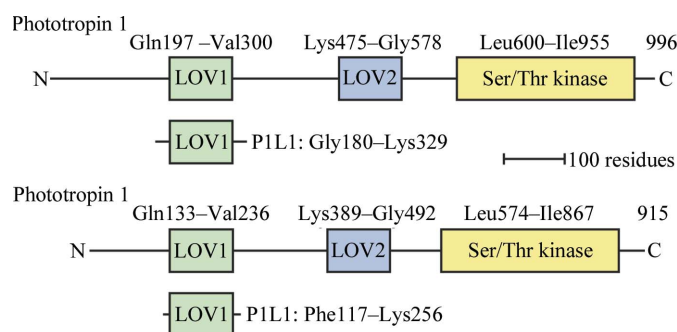 Phototropin 1
Gln197 –Val300 Lys475–Gly578 Leu600–Ile955 996
N LOV1 LOV2 Ser/Thr kinase C
LOV1 P1L1: Gly180–Lys329
100 residues
Phototropin 1
Gln133–Val236 Lys389–Gly492 Leu574–Ile867 915
N LOV1 LOV2 Ser/Thr kinase C
LOV1 P1L1: Phe117–Lys256